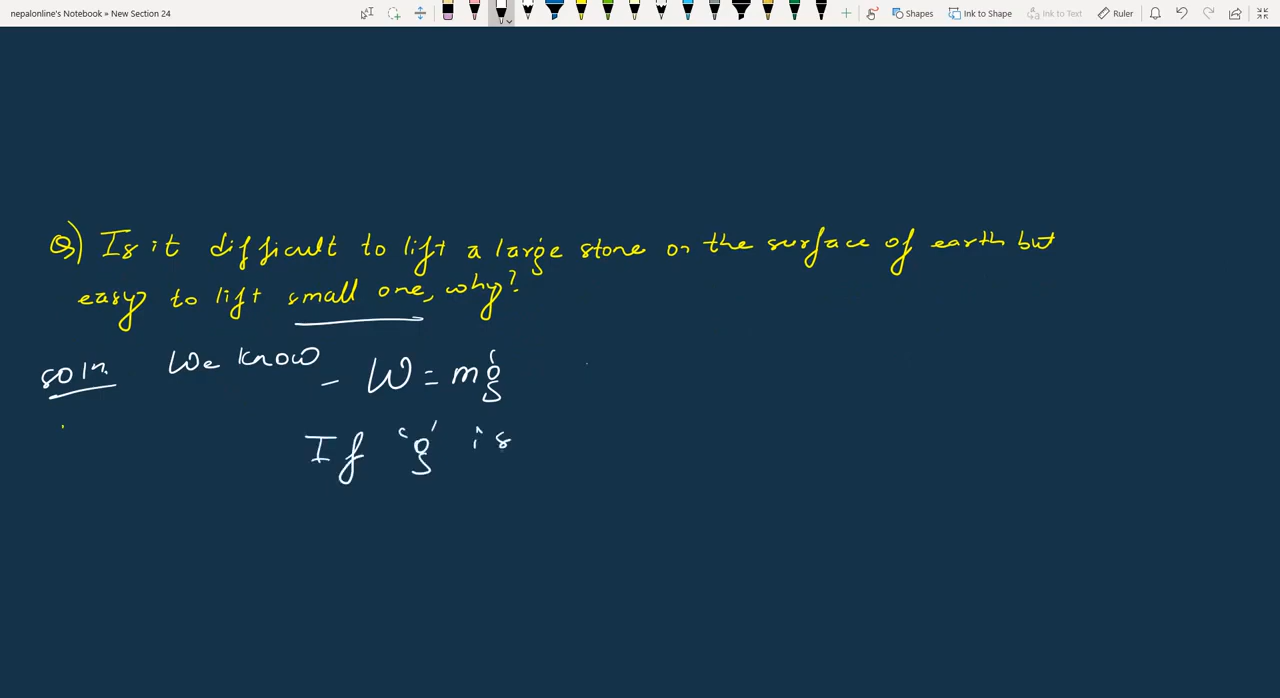 nepalonline's Notebook » New Section 24
Shapes Ink to Shape Ink to Text Ruler
Q) Is it difficult to lift a large stone on the surface of earth but
easy to lift small one, why?
soln. We know
- W = mg
If 'g' is